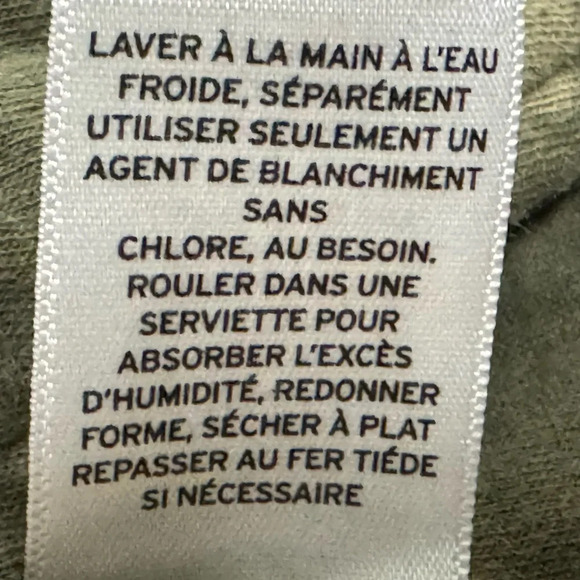 LAVER À LA MAIN À L'EAU
FROIDE, SÉPARÉMENT
UTILISER SEULEMENT UN
AGENT DE BLANCHIMENT
SANS
CHLORE, AU BESOIN.
ROULER DANS UNE
SERVIETTE POUR
ABSORBER L'EXCÈS
D'HUMIDITÉ, REDONNER
FORME, SÉCHER À PLAT
REPASSER AU FER TIÉDE
SI NÉCESSAIRE